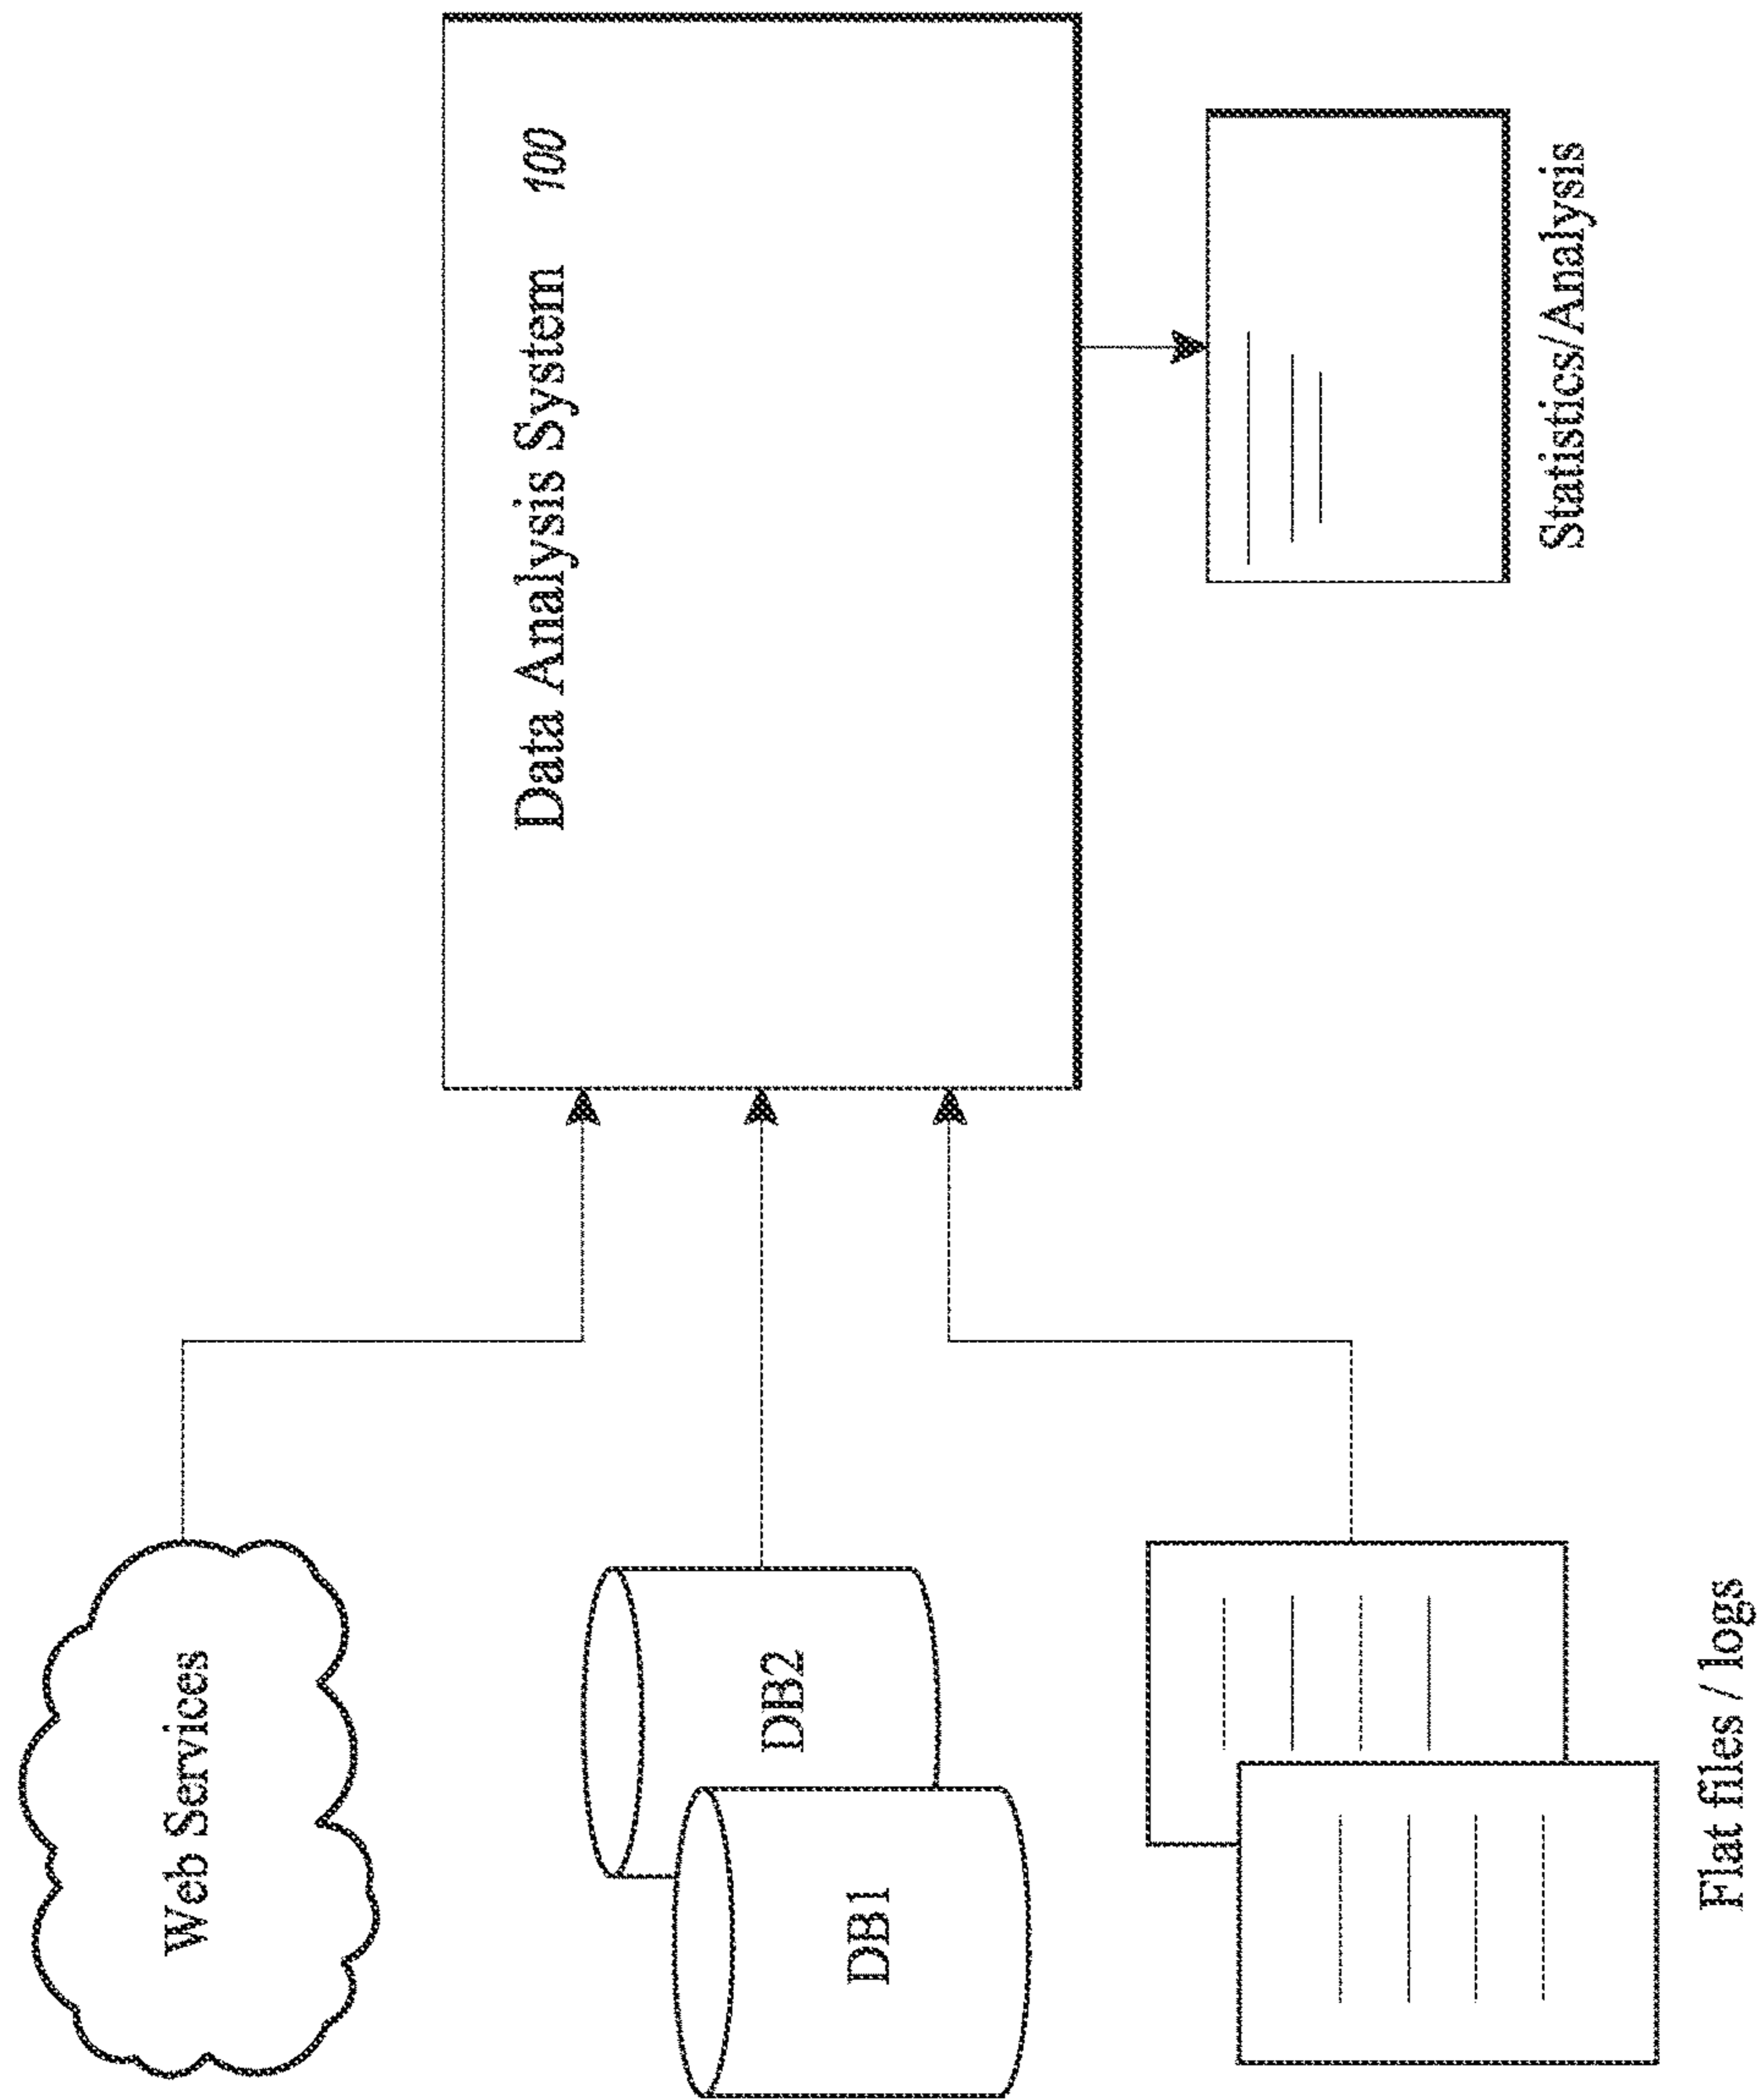 Web Services
Data Analysis System 100
DB2
DB1
Flat files / logs
Statistics/Analysis